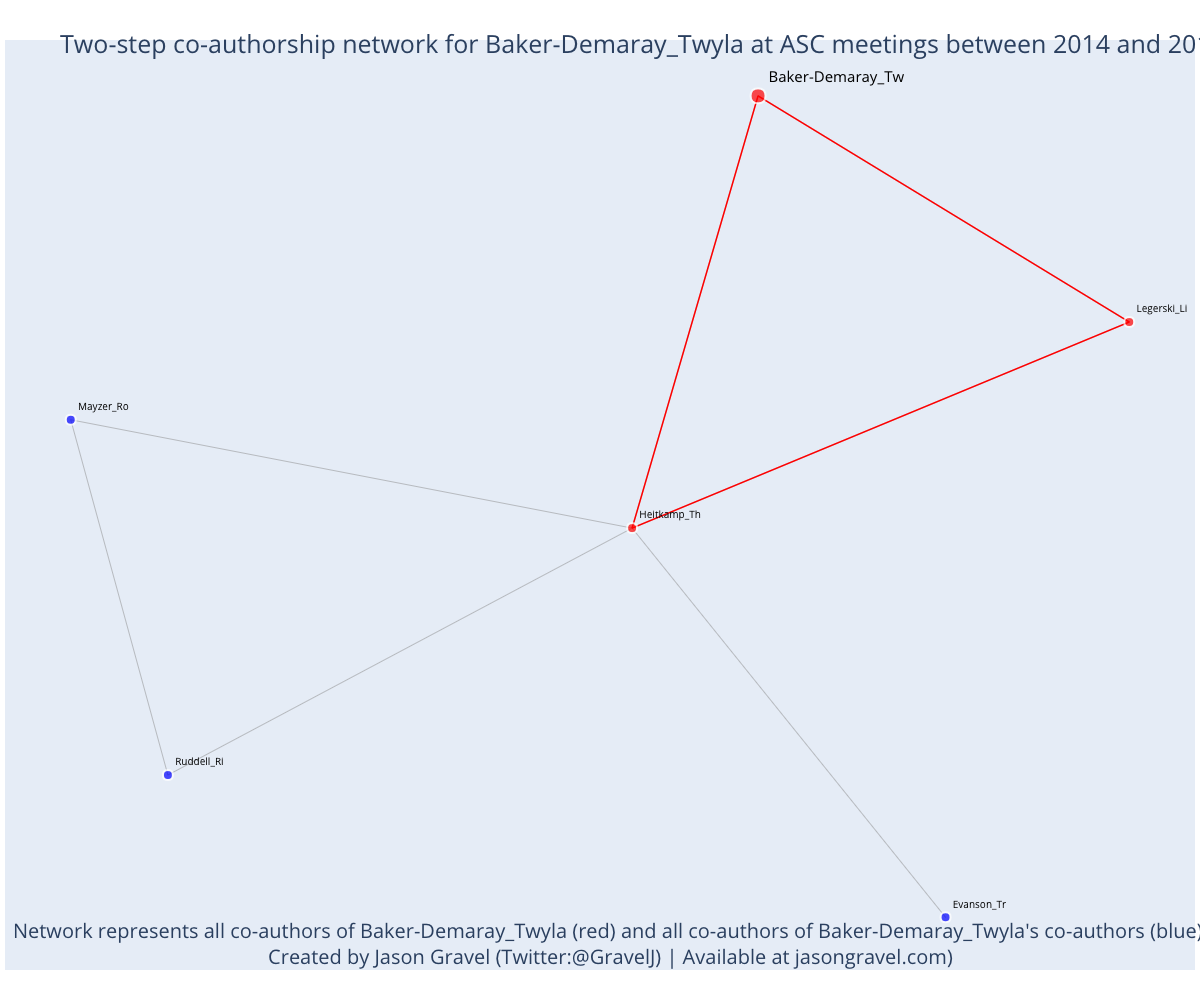 Two-step co-authorship network for Baker-Demaray_Twyla at ASC meetings between 2014 and 201
Baker-Demaray_Tw
Legerski_Li
Mayzer_Ro
Heitkamp_Th
Ruddell_Ri
Evanson_Tr
Network represents all co-authors of Baker-Demaray_Twyla (red) and all co-authors of Baker-Demaray_Twyla's co-authors (blue)
Created by Jason Gravel (Twitter:@GravelJ) | Available at jasongravel.com)